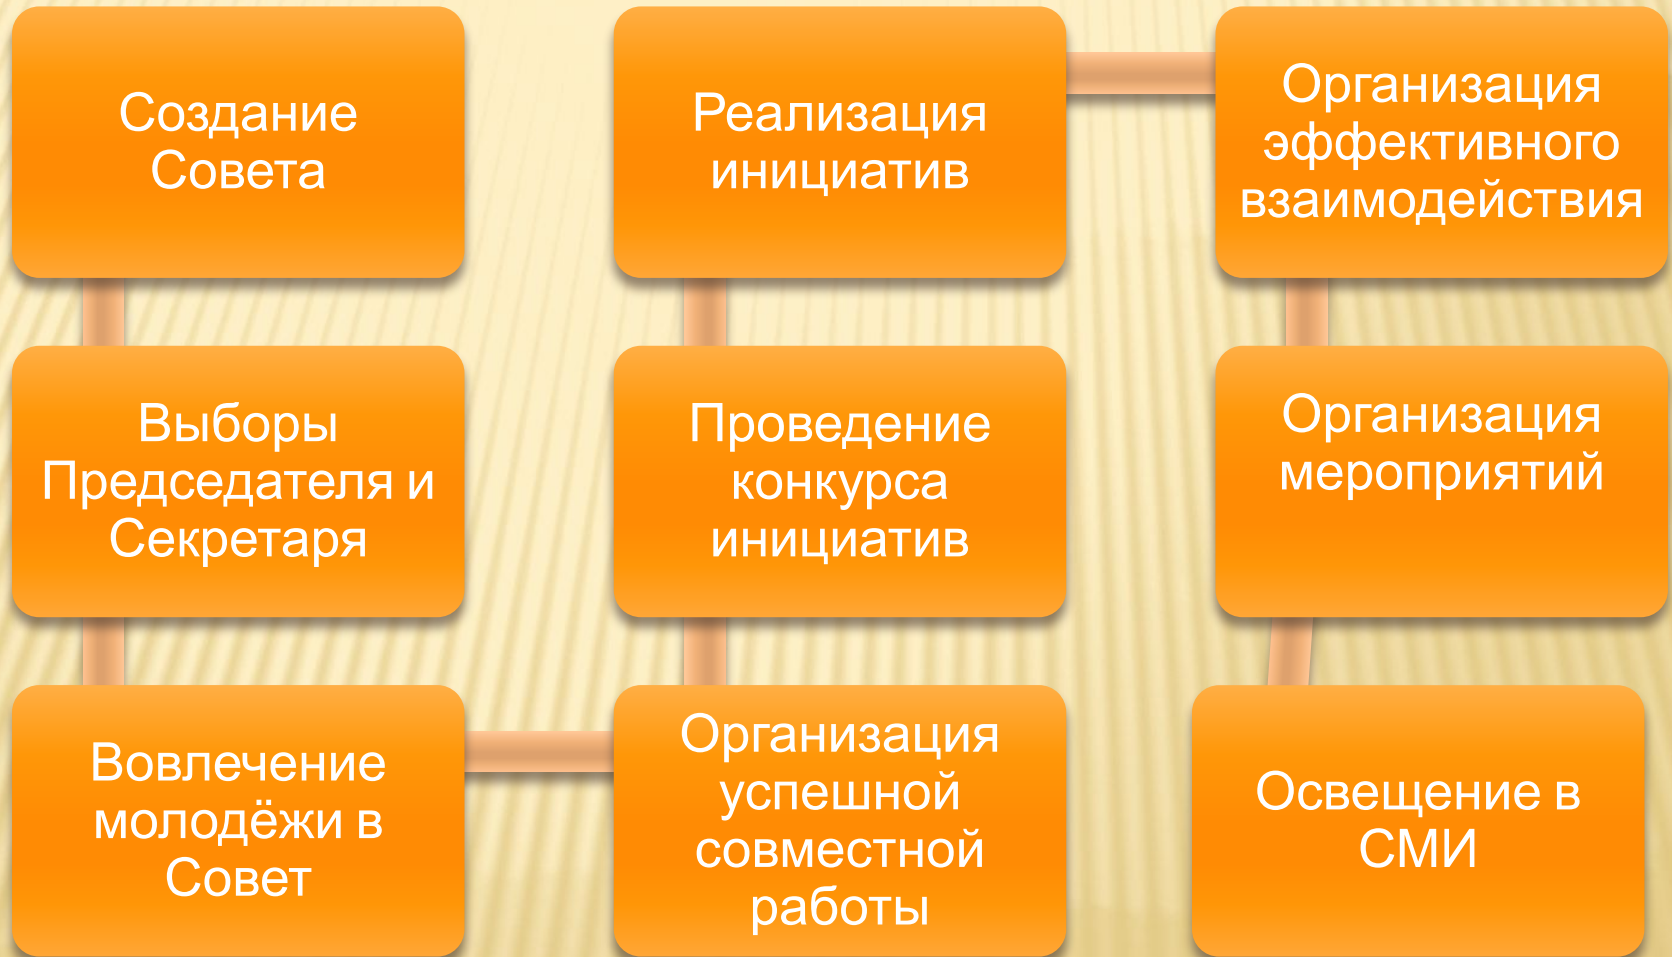 Создание
Совета
Выборы
Председателя и
Секретаря
Вовлечение
молодёжи в
Совет
Организация
успешной
совместной
работы
Проведение
конкурса
инициатив
Реализация
инициатив
Организация
эффективного
взаимодействия
Организация
мероприятий
Освещение в
СМИ